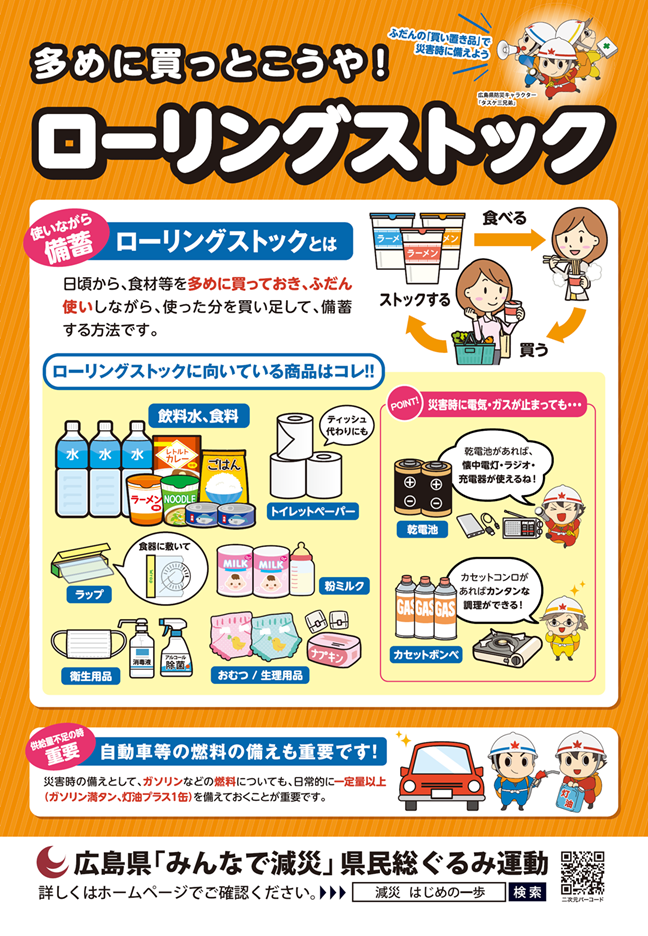 ふだんの「買い置き品」で
災害時に備えよう
多めに買っとこうや！
広島県防災キャラクター
「タスケ三兄弟」
ローリングストック
使いながら
備蓄
ローリングストックとは
日頃から、食材等を多めに買っておき、ふだん
使いしながら、使った分を買い足して、備蓄
する方法です。
食べる
ラーメ
メン
ラーメン
ストックする
買う
ローリングストックに向いている商品はコレ!!
飲料水、食料
水
水
水
レトルト
カレー
ごはん
ラーメン
NOODLE
ティッシュ
代わりにも
トイレットペーパー
食器に敷いて
ラップ
MILK
MILK
粉ミルク
衛生用品
消毒液
アルコール
除菌
ナプキン
おむつ / 生理用品
POINT!
災害時に電気・ガスが止まっても・・・
乾電池があれば、
懐中電灯・ラジオ・
充電器が使えるね！
乾電池
カセットコンロが
あればカンタンな
調理ができる！
GAS
GAS
GAS
カセットボンベ
供給量不足の時
重要
自動車等の燃料の備えも重要です！
災害時の備えとして、ガソリンなどの燃料についても、日常的に一定量以上
（ガソリン満タン、灯油プラス1缶）を備えておくことが重要です。
灯油
広島県「みんなで減災」県民総ぐるみ運動
詳しくはホームページでご確認ください。
減災 はじめの一歩
検索
二次元バーコード